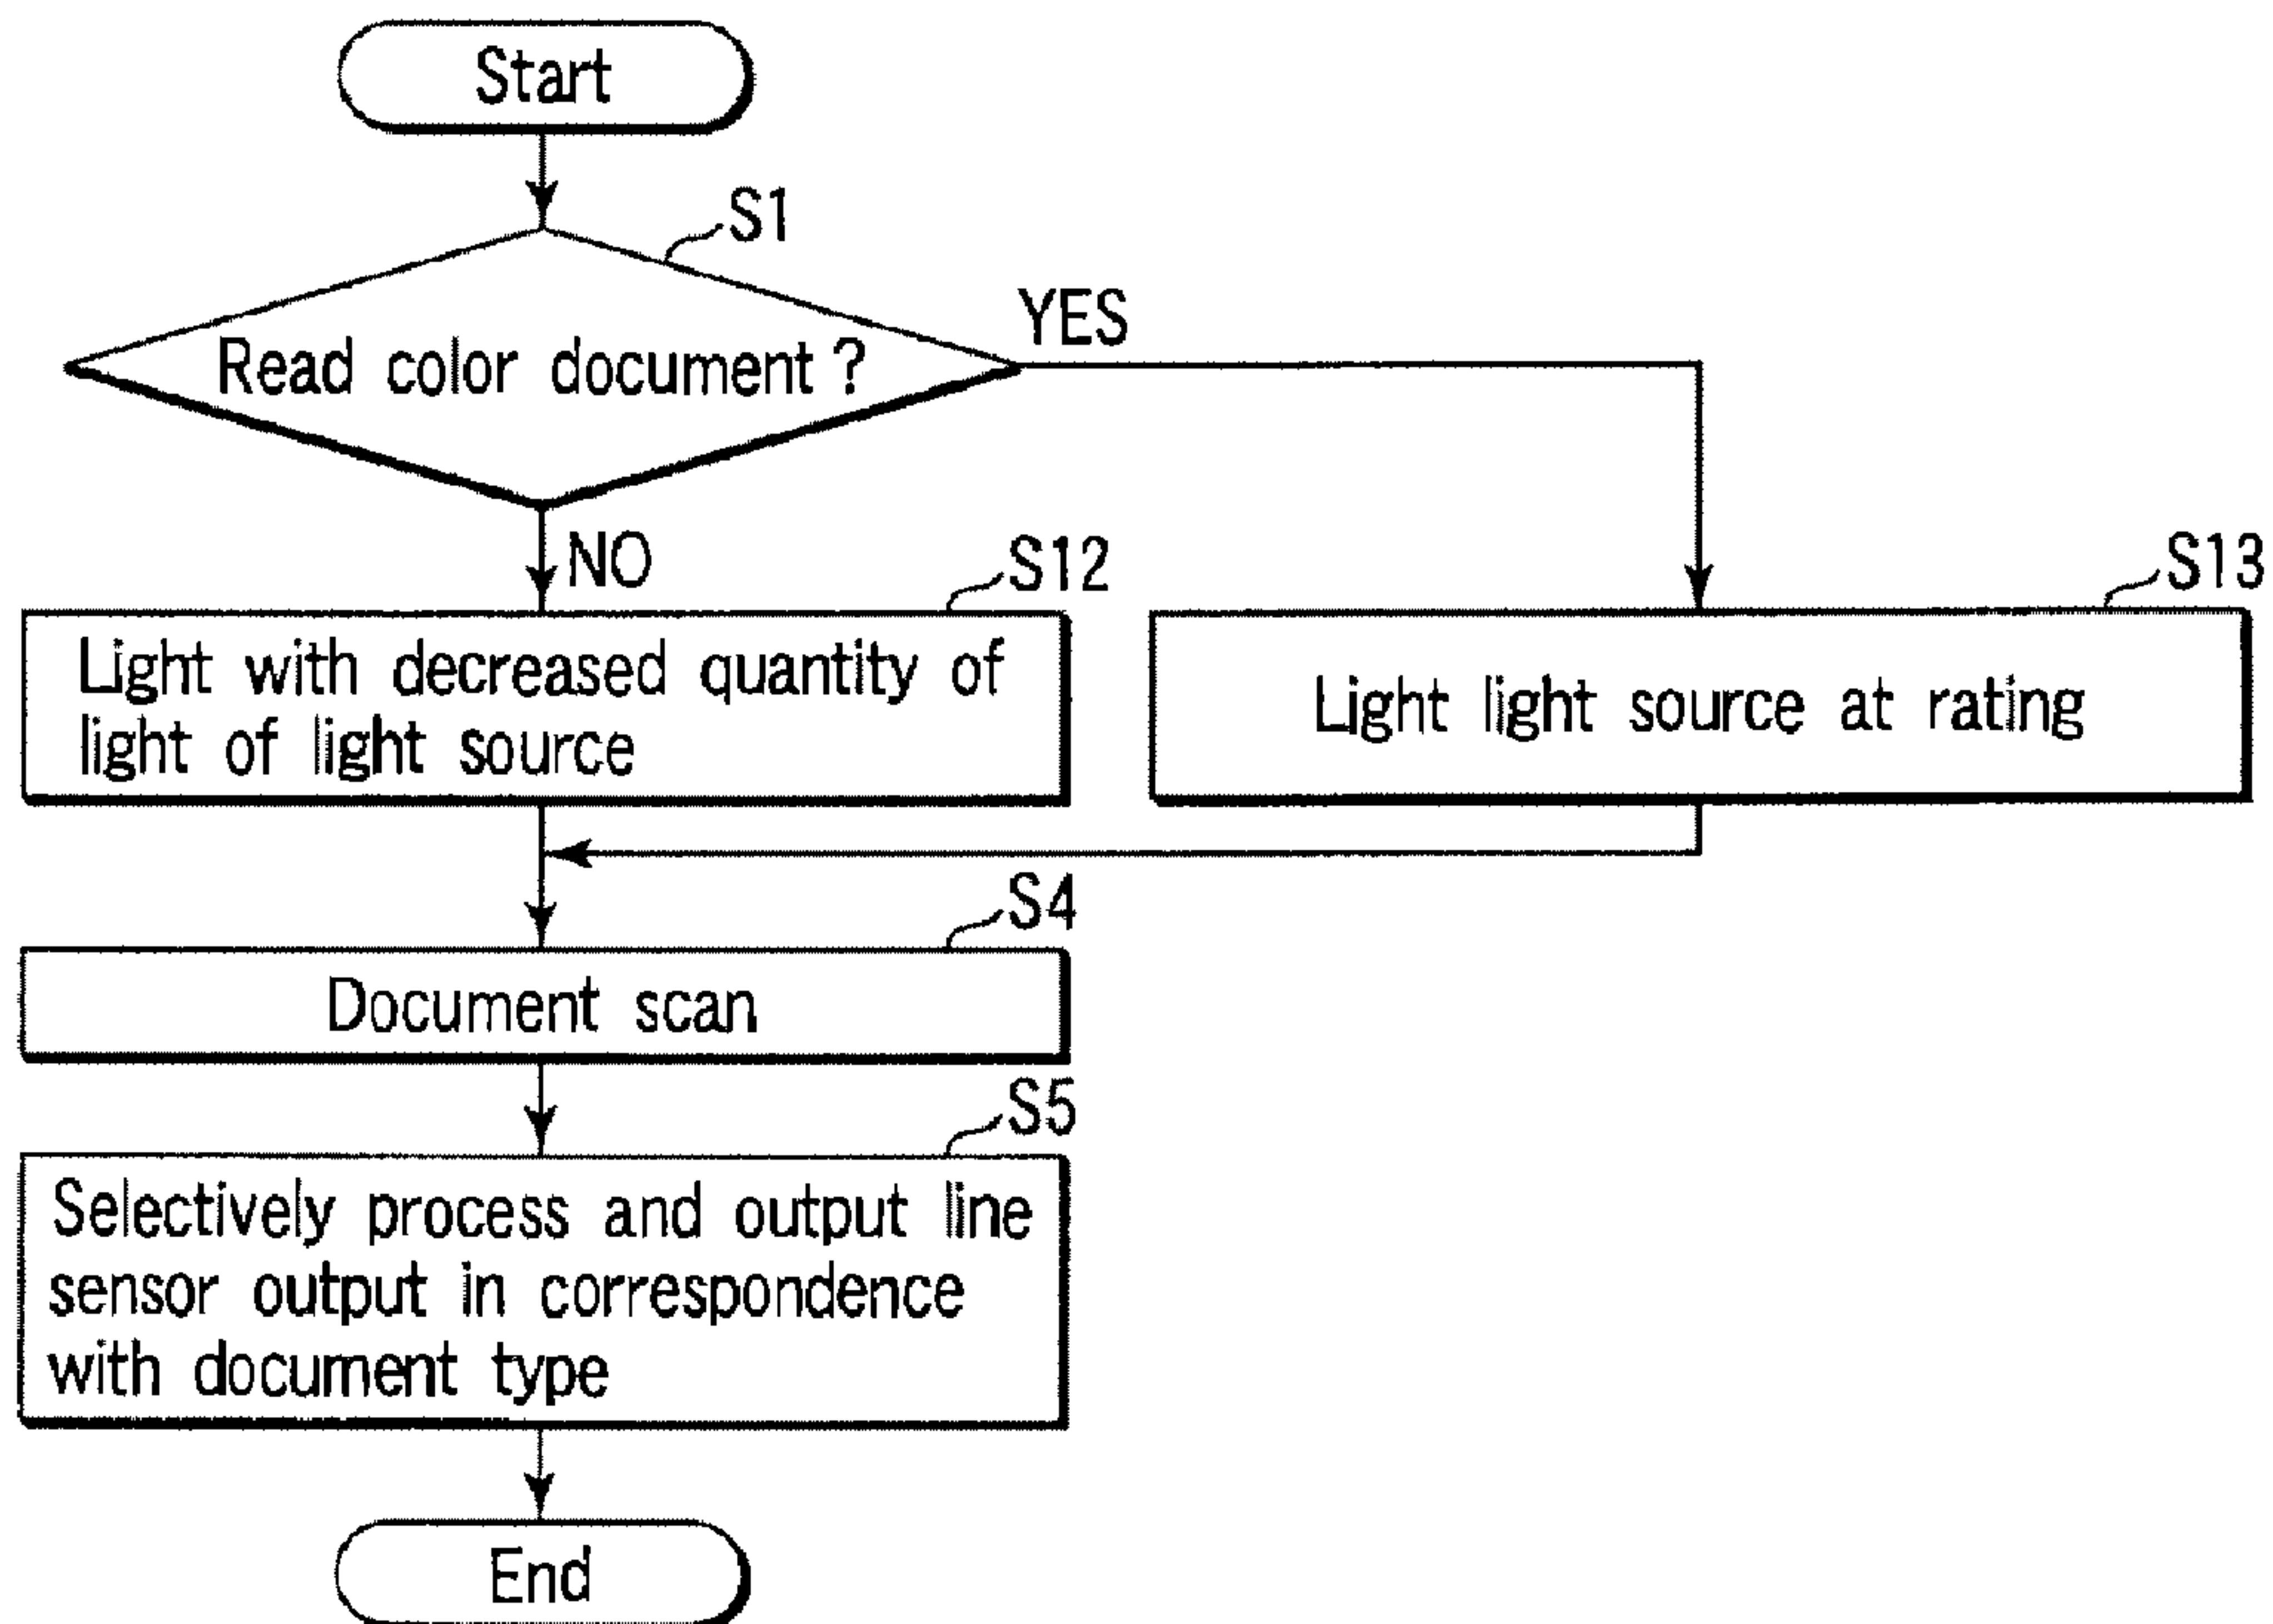 Start
S1
Read color document ?
YES
NO
S12
Light with decreased quantity of
light of light source
S13
Light light source at rating
S4
Document scan
S5
Selectively process and output line
sensor output in correspondence
with document type
End